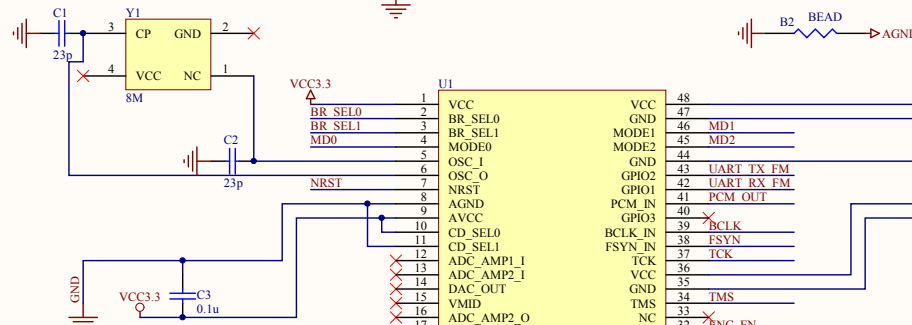 C1
Y1
3 CP GND 2
23p
4 VCC NC 1
8M
B2 BEAD
AGND
VCC3.3
U1
1 VCC VCC 48
BR_SEL0 2 BR_SEL0 GND 47
BR_SEL1 3 BR_SEL1 MODE1 46 MD1
MD0 4 MODE0 MODE2 45 MD2
C2
5 OSC_I GND 44
23p
6 OSC_O GPIO2 43 UART_TX_FM
NRST 7 NRST GPIO1 42 UART_RX_FM
8 AGND PCM_IN 41 PCM_OUT
9 AVCC GPIO3 40
10 CD_SEL0 BCLK_IN 39 BCLK
11 CD_SEL1 FSYN_IN 38 FSYN
12 ADC_AMP1_I TCK 37 TCK
13 ADC_AMP2_I VCC 36
14 DAC_OUT GND 35
15 VMID TMS 34 TMS
16 ADC_AMP2_O NC 33
GND
VCC3.3
C3
0.1u